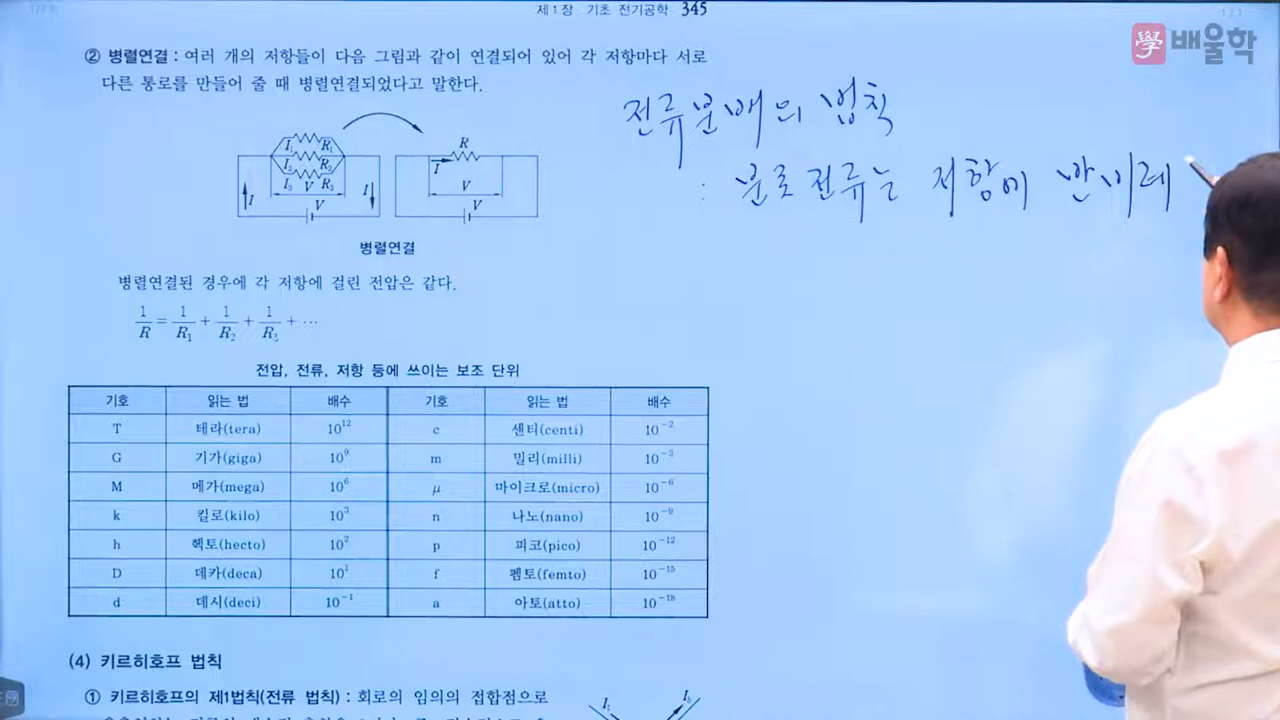 제1장 기초 전기공학 345
學 배울학
② 병렬연결 : 여러 개의 저항들이 다음 그림과 같이 연결되어 있어 각 저항마다 서로
다른 통로를 만들어 줄 때 병렬연결되었다고 말한다.
전류분배의 법칙
: 분로전류는 저항에 반비례
I₁ R₁
I₂ R₂
I₃ V R₃
I V I
R
I
V
V
병렬연결
병렬연결된 경우에 각 저항에 걸린 전압은 같다.
1/R = 1/R₁ + 1/R₂ + 1/R₃ + ⋯
전압, 전류, 저항 등에 쓰이는 보조 단위
기호 읽는 법 배수 기호 읽는 법 배수
T 테라(tera) 10¹² c 센티(centi) 10⁻²
G 기가(giga) 10⁹ m 밀리(milli) 10⁻³
M 메가(mega) 10⁶ μ 마이크로(micro) 10⁻⁶
k 킬로(kilo) 10³ n 나노(nano) 10⁻⁹
h 헥토(hecto) 10² p 피코(pico) 10⁻¹²
D 데카(deca) 10¹ f 펨토(femto) 10⁻¹⁵
d 데시(deci) 10⁻¹ a 아토(atto) 10⁻¹⁸
(4) 키르히호프 법칙
① 키르히호프의 제1법칙(전류 법칙) : 회로의 임의의 접합점으로
I₁ I₅